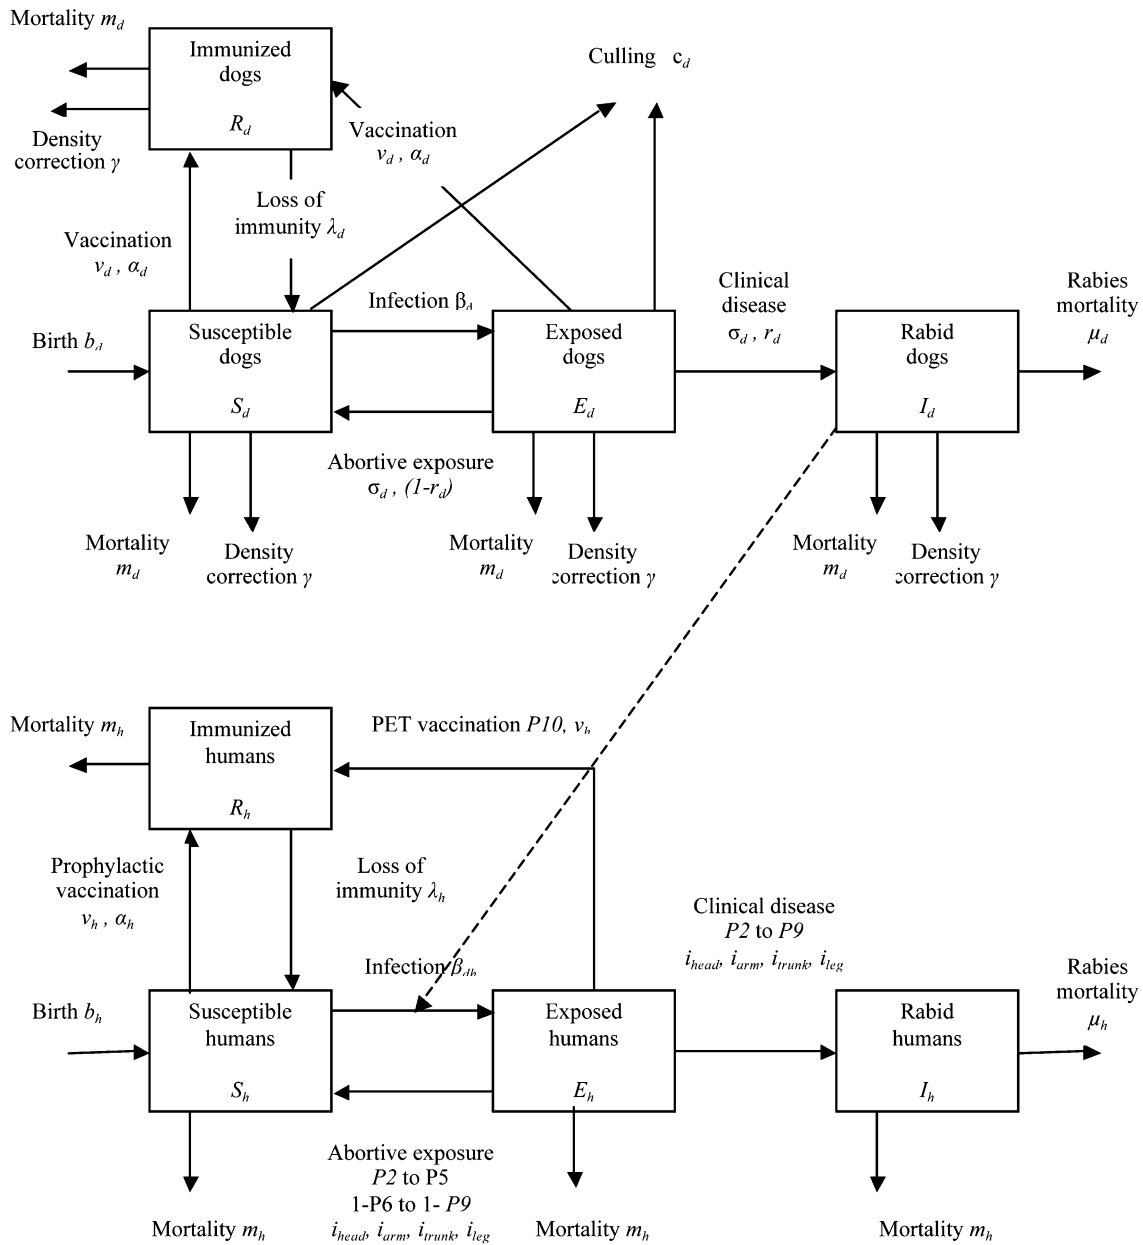 Mortality m_d
Immunized
dogs
R_d
Density
correction γ
Culling c_d
Vaccination
v_d , α_d
Loss of
immunity λ_d
Vaccination
v_d , α_d
Birth b_d
Susceptible
dogs
S_d
Infection β_d
Exposed
dogs
E_d
Clinical
disease
σ_d , r_d
Rabid
dogs
I_d
Rabies
mortality
μ_d
Abortive exposure
σ_d , (1-r_d)
Mortality
m_d
Density
correction γ
Mortality
m_d
Density
correction γ
Mortality
m_d
Density
correction γ
Mortality m_h
Immunized
humans
R_h
PET vaccination P10, v_h
Prophylactic
vaccination
v_h , α_h
Loss of
immunity λ_h
Infection β_dh
Clinical disease
P2 to P9
i_head, i_arm, i_trunk, i_leg
Birth b_h
Susceptible
humans
S_h
Exposed
humans
E_h
Rabid
humans
I_h
Rabies
mortality
μ_h
Abortive exposure
P2 to P5
1-P6 to 1- P9
i_head, i_arm, i_trunk, i_leg
Mortality m_h
Mortality m_h
Mortality m_h